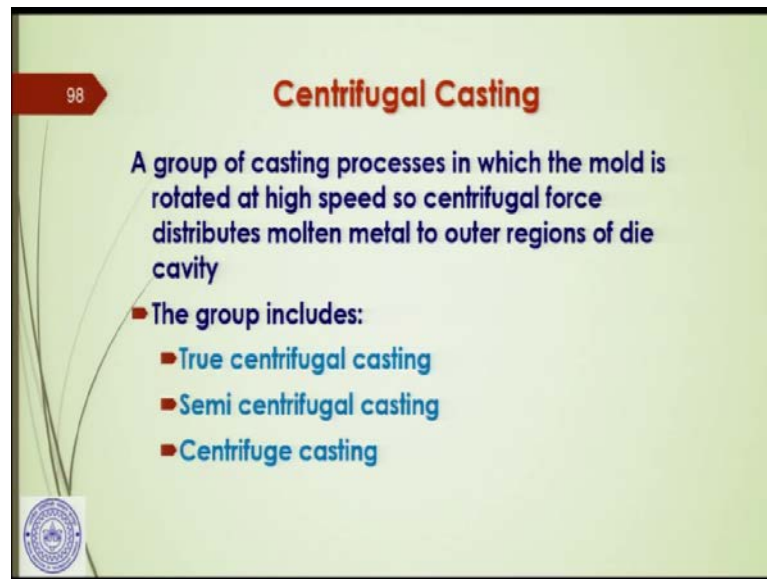 98
Centrifugal Casting
A group of casting processes in which the mold is
rotated at high speed so centrifugal force
distributes molten metal to outer regions of die
cavity
The group includes:
True centrifugal casting
Semi centrifugal casting
Centrifuge casting